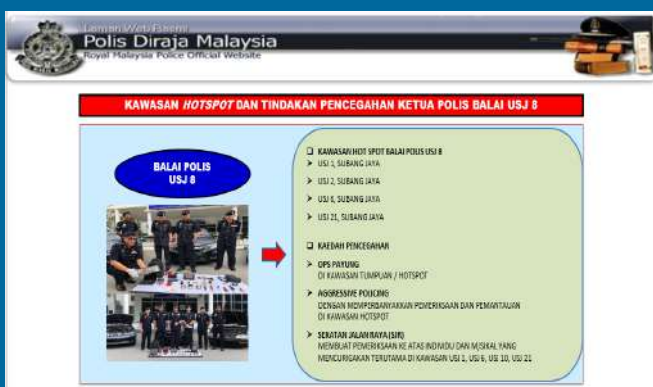 Laman Web Rasmi
Polis Diraja Malaysia
Royal Malaysia Police Official Website
KAWASAN HOTSPOT DAN TINDAKAN PENCEGAHAN KETUA POLIS BALAI USJ 8
BALAI POLIS
USJ 8
KAWASAN HOT SPOT BALAI POLIS USJ 8
USJ 1, SUBANG JAYA
USJ 2, SUBANG JAYA
USJ 6, SUBANG JAYA
USJ 21, SUBANG JAYA
KAEDAH PENCEGAHAN
OPS PAYUNG
DI KAWASAN TUMPUAN / HOTSPOT
AGGRESSIVE POLICING
DENGAN MEMPERBANYAKKAN PEMERIKSAAN DAN PEMANTAUAN
DI KAWASAN HOTSPOT
SEKATAN JALAN RAYA (SJR)
MEMBUAT PEMERIKSAAN KE ATAS INDIVIDU DAN M/SIKAL YANG
MENCURIGAKAN TERUTAMA DI KAWASAN USJ 1, USJ 6, USJ 10, USJ 21